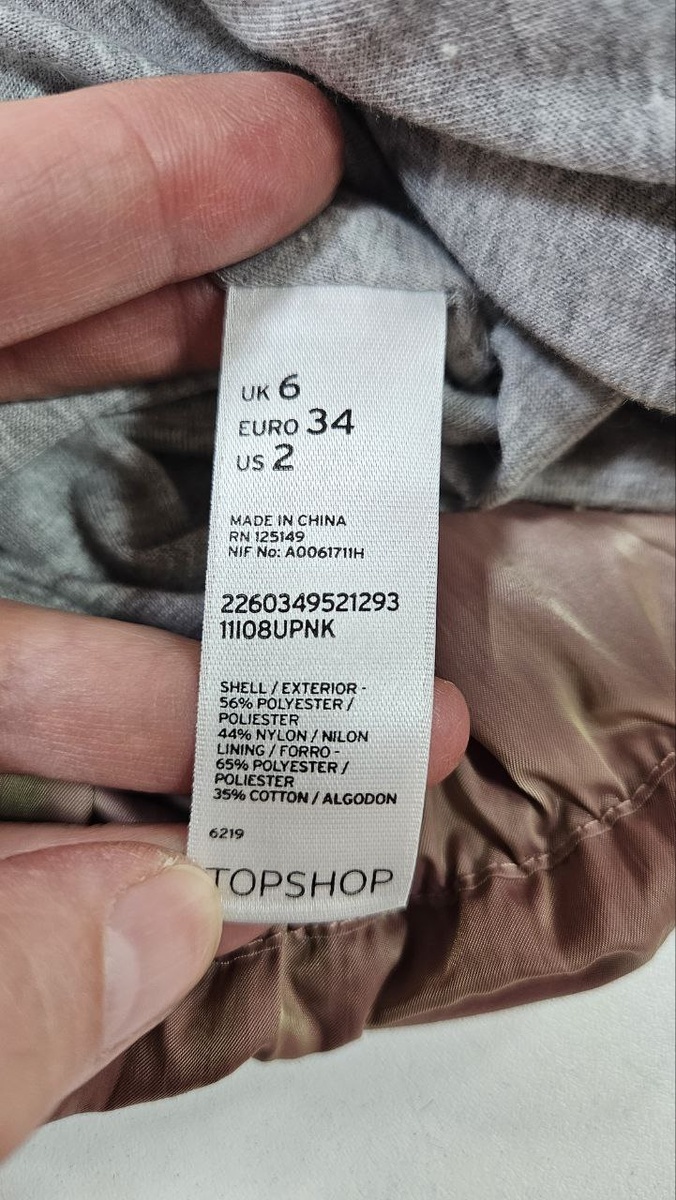 UK 6
EURO 34
US 2
MADE IN CHINA
RN 125149
NIF No: A0061711H
2260349521293
11I08UPNK
SHELL / EXTERIOR -
56% POLYESTER /
POLIESTER
44% NYLON / NILON
LINING / FORRO -
65% POLYESTER /
POLIESTER
35% COTTON / ALGODON
6219
TOPSHOP